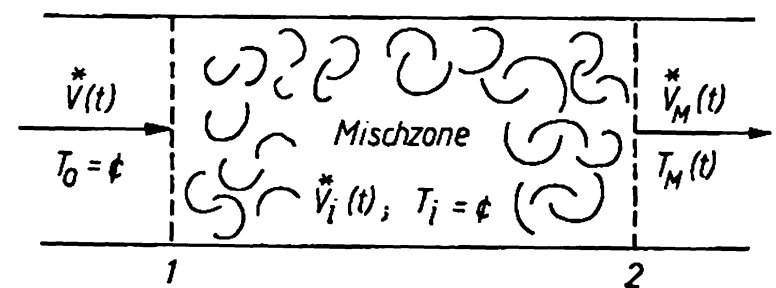 V*(t)
T₀ = ¢
Mischzone
V*ᵢ(t); Tᵢ = ¢
V*_M(t)
T_M(t)
1
2